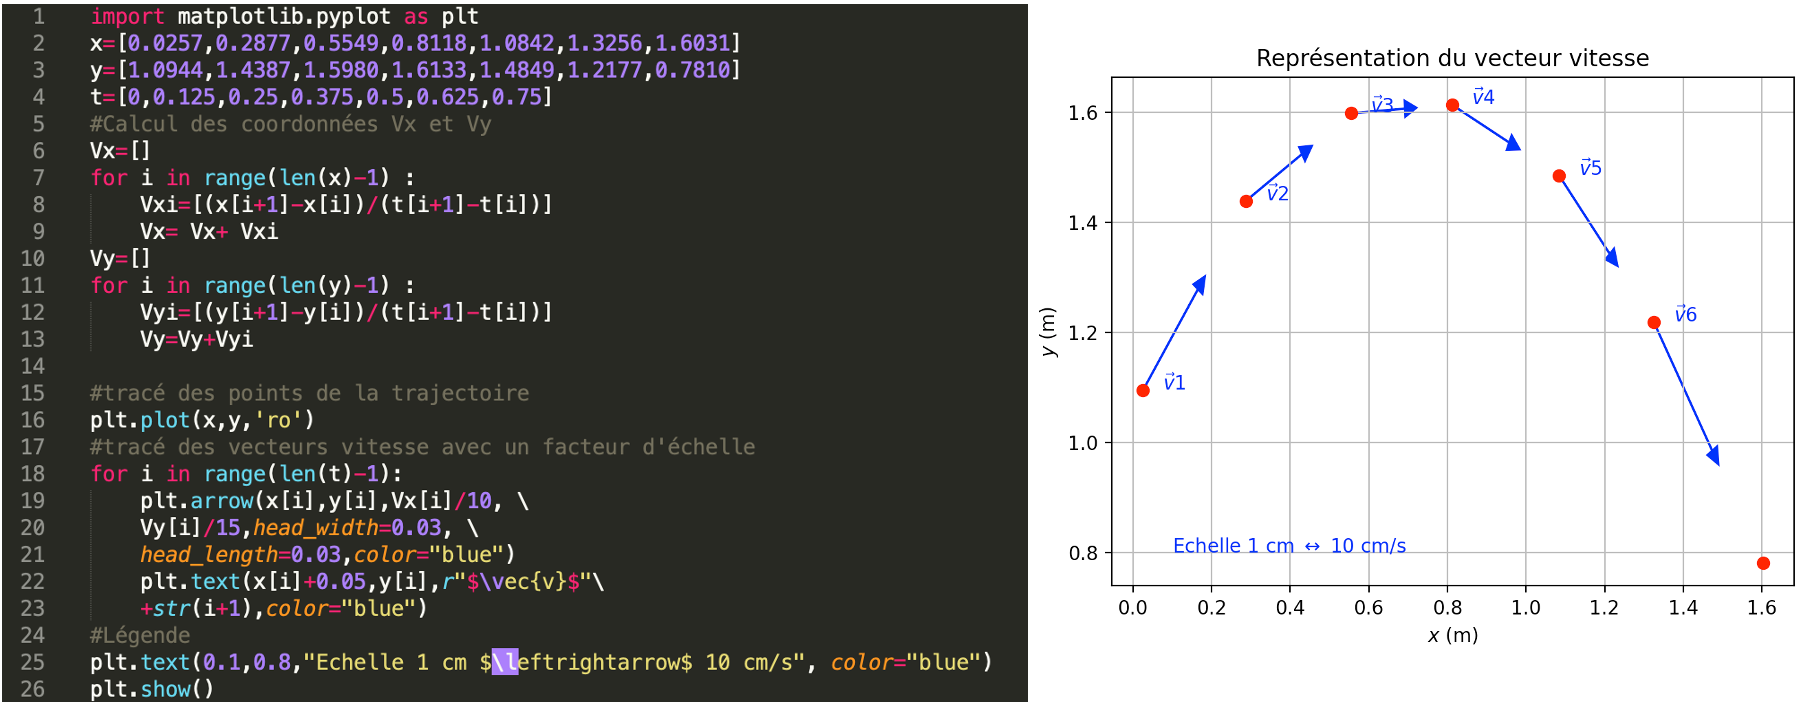 1 import matplotlib.pyplot as plt
2 x=[0.0257,0.2877,0.5549,0.8118,1.0842,1.3256,1.6031]
3 y=[1.0944,1.4387,1.5980,1.6133,1.4849,1.2177,0.7810]
4 t=[0,0.125,0.25,0.375,0.5,0.625,0.75]
5 #Calcul des coordonnées Vx et Vy
6 Vx=[]
7 for i in range(len(x)-1) :
8     Vxi=[(x[i+1]-x[i])/(t[i+1]-t[i])]
9     Vx= Vx+ Vxi
10 Vy=[]
11 for i in range(len(y)-1) :
12     Vyi=[(y[i+1]-y[i])/(t[i+1]-t[i])]
13     Vy=Vy+Vyi
14
15 #tracé des points de la trajectoire
16 plt.plot(x,y,'ro')
17 #tracé des vecteurs vitesse avec un facteur d'échelle
18 for i in range(len(t)-1):
19     plt.arrow(x[i],y[i],Vx[i]/10, \
20     Vy[i]/15,head_width=0.03, \
21     head_length=0.03,color="blue")
22     plt.text(x[i]+0.05,y[i],r"$\vec{v}$"\
23     +str(i+1),color="blue")
24 #Légende
25 plt.text(0.1,0.8,"Echelle 1 cm $\leftrightarrow$ 10 cm/s", color="blue")
26 plt.show()
Représentation du vecteur vitesse
y (m)
1.6
1.4
1.2
1.0
0.8
v⃗1
v⃗2
v⃗3
v⃗4
v⃗5
v⃗6
Echelle 1 cm ↔ 10 cm/s
0.0 0.2 0.4 0.6 0.8 1.0 1.2 1.4 1.6
x (m)